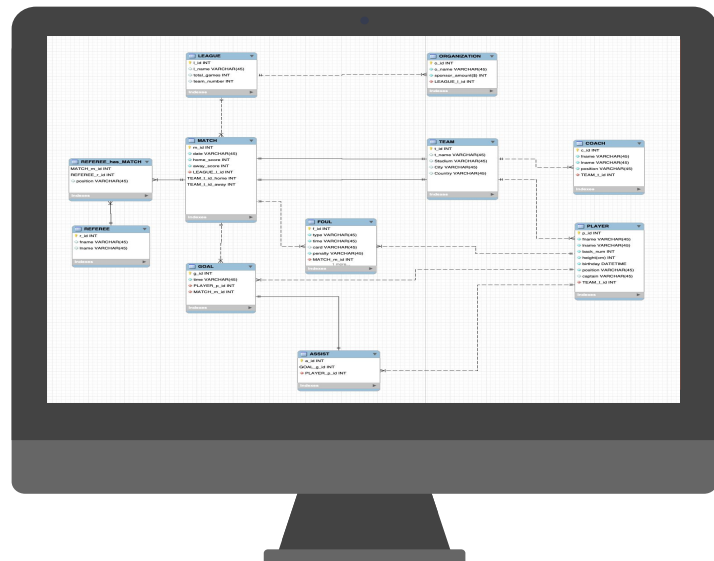 LEAGUE
l_id INT
l_name VARCHAR(45)
total_games INT
team_number INT
Indexes
ORGANIZATION
o_id INT
o_name VARCHAR(45)
sponsor_amount($) INT
LEAGUE_l_id INT
Indexes
MATCH
m_id INT
date VARCHAR(45)
home_score INT
away_score INT
LEAGUE_l_id INT
TEAM_t_id_home INT
TEAM_t_id_away INT
Indexes
TEAM
t_id INT
t_name VARCHAR(45)
Stadium VARCHAR(45)
City VARCHAR(45)
Country VARCHAR(45)
Indexes
COACH
c_id INT
fname VARCHAR(45)
lname VARCHAR(45)
position VARCHAR(45)
TEAM_t_id INT
Indexes
REFEREE_has_MATCH
MATCH_m_id INT
REFEREE_r_id INT
position VARCHAR(45)
Indexes
REFEREE
r_id INT
fname VARCHAR(45)
lname VARCHAR(45)
Indexes
FOUL
f_id INT
type VARCHAR(45)
time VARCHAR(45)
card VARCHAR(45)
penalty VARCHAR(45)
MATCH_m_id INT
Indexes
PLAYER
p_id INT
fname VARCHAR(45)
lname VARCHAR(45)
back_num INT
height(cm) INT
birthday DATETIME
position VARCHAR(45)
captain VARCHAR(45)
TEAM_t_id INT
Indexes
GOAL
g_id INT
time VARCHAR(45)
PLAYER_p_id INT
MATCH_m_id INT
Indexes
ASSIST
a_id INT
GOAL_g_id INT
PLAYER_p_id INT
Indexes